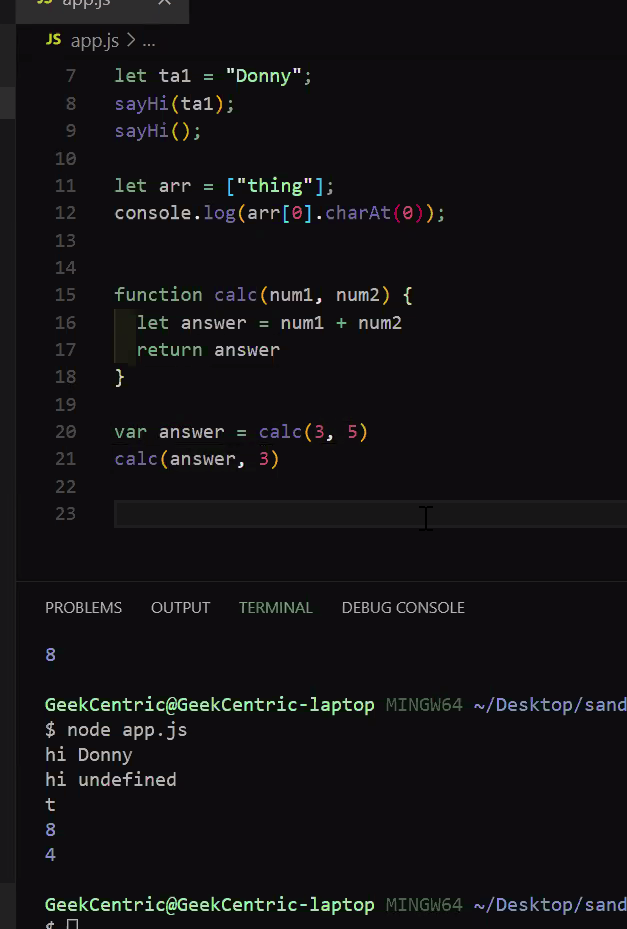 JS app.js
JS app.js > ...
7 let ta1 = "Donny";
8 sayHi(ta1);
9 sayHi();
10
11 let arr = ["thing"];
12 console.log(arr[0].charAt(0));
13
14
15 function calc(num1, num2) {
16 let answer = num1 + num2
17 return answer
18 }
19
20 var answer = calc(3, 5)
21 calc(answer, 3)
22
23
PROBLEMS OUTPUT TERMINAL DEBUG CONSOLE
8
GeekCentric@GeekCentric-laptop MINGW64 ~/Desktop/sand
$ node app.js
hi Donny
hi undefined
t
8
4
GeekCentric@GeekCentric-laptop MINGW64 ~/Desktop/sand
$